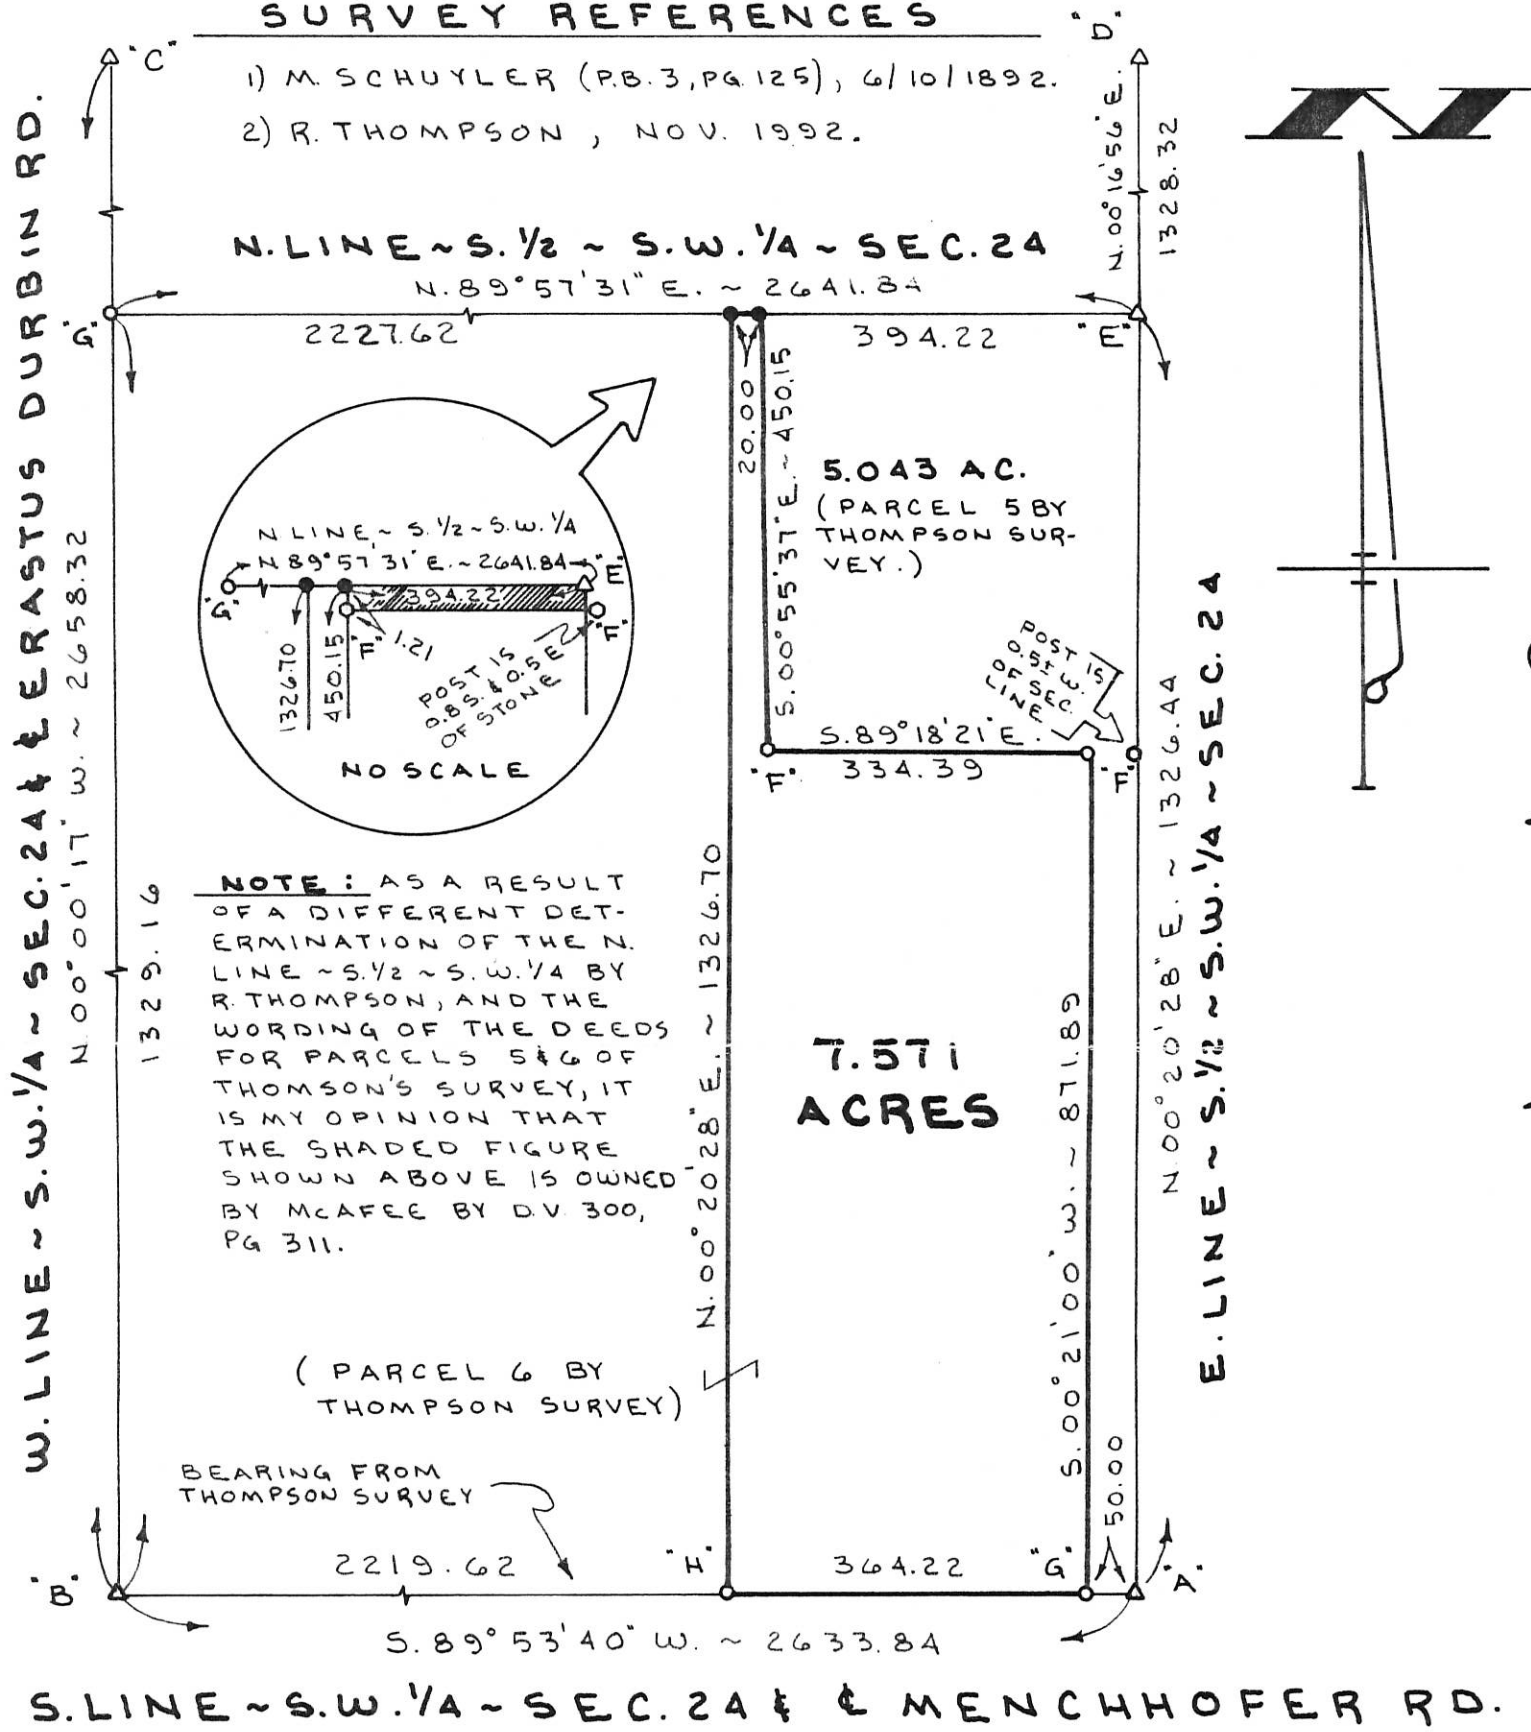 SURVEY REFERENCES
1) M. SCHUYLER (P.B. 3, PG. 125), 6/10/1892.
2) R. THOMPSON, NOV. 1992.
"C"
"D"
N
N. 00° 16' 56" E.
1328.32
N. LINE ~ S. 1/2 ~ S.W. 1/4 ~ SEC. 24
N. 89° 57' 31" E. ~ 2641.84
"G"
2227.62
394.22
"E"
20.00
S. 00° 55' 37" E. ~ 450.15
5.043 AC.
(PARCEL 5 BY
THOMPSON SUR-
VEY.)
N LINE ~ S. 1/2 ~ S.W. 1/4
N 89° 57' 31" E. ~ 2641.84
"E"
"G"
394.22
"F"
1.21
"F"
1326.70
450.15
POST IS
0.8 S. & 0.5 E
OF STONE
NO SCALE
POST IS
0.5± W.
OF SEC.
LINE
S. 89° 18' 21" E.
334.39
"F"
"F"
W. LINE ~ S.W. 1/4 ~ SEC. 24 & ℄ ERASTUS DURBIN RD.
N. 00° 00' 17" W. ~ 2658.32
1329.16
NOTE: AS A RESULT
OF A DIFFERENT DET-
ERMINATION OF THE N.
LINE ~ S. 1/2 ~ S.W. 1/4 BY
R. THOMPSON, AND THE
WORDING OF THE DEEDS
FOR PARCELS 5 & 6 OF
THOMSON'S SURVEY, IT
IS MY OPINION THAT
THE SHADED FIGURE
SHOWN ABOVE IS OWNED
BY McAFEE BY D.V. 300,
PG 311.
N. 00° 20' 28" E. ~ 1326.70
7.571
ACRES
S. 00° 21' 00" W. ~ 871.89
N. 00° 20' 28" E. ~ 1326.44
E. LINE ~ S. 1/2 ~ S.W. 1/4 ~ SEC. 24
(PARCEL 6 BY
THOMPSON SURVEY)
BEARING FROM
THOMPSON SURVEY
50.00
"B"
2219.62
"H"
364.22
"G"
"A"
S. 89° 53' 40" W. ~ 2633.84
S. LINE ~ S.W. 1/4 ~ SEC. 24 & ℄ MENCHHOFER RD.